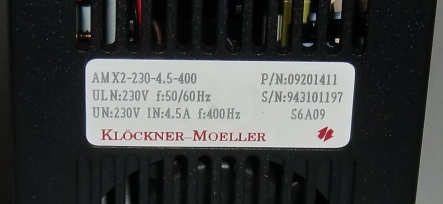 AMX2-230-4.5-400 P/N:09201411
ULN:230V f:50/60Hz S/N:943101197
UN:230V IN:4.5A f:400Hz S6A09
KLÖCKNER-MOELLER